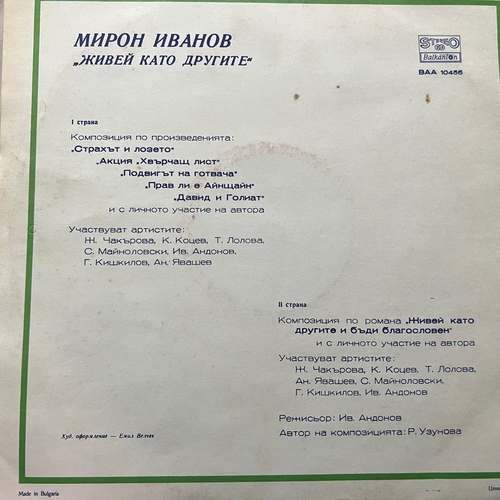 МИРОН ИВАНОВ
„ЖИВЕЙ КАТО ДРУГИТЕ“
STEREO
Balkanton
ВАА 10456
I страна
Композиция по произведенията:
„Страхът и лозето“
„Акция „Хвърчащ лист“
„Подвигът на готвача“
„Прав ли е Айнщайн“
„Давид и Голиат“
и с личното участие на автора
Участвуват артистите:
Ж. Чакърова, К. Коцев, Т. Лолова,
С. Майноловски, Ив. Андонов,
Г. Кишкилов, Ан. Явашев
II страна
Композиция по романа „Живей като
другите и бъди благословен“
и с личното участие на автора
Участвуват артистите:
Ж. Чакърова, К. Коцев, Т. Лолова,
Ан. Явашев, С. Майноловски,
Г. Кишкилов, Ив. Андонов
Режисьор: Ив. Андонов
Автор на композицията: Р. Узунова
Худ. оформление — Емил Вълев
Made in Bulgaria
Цена